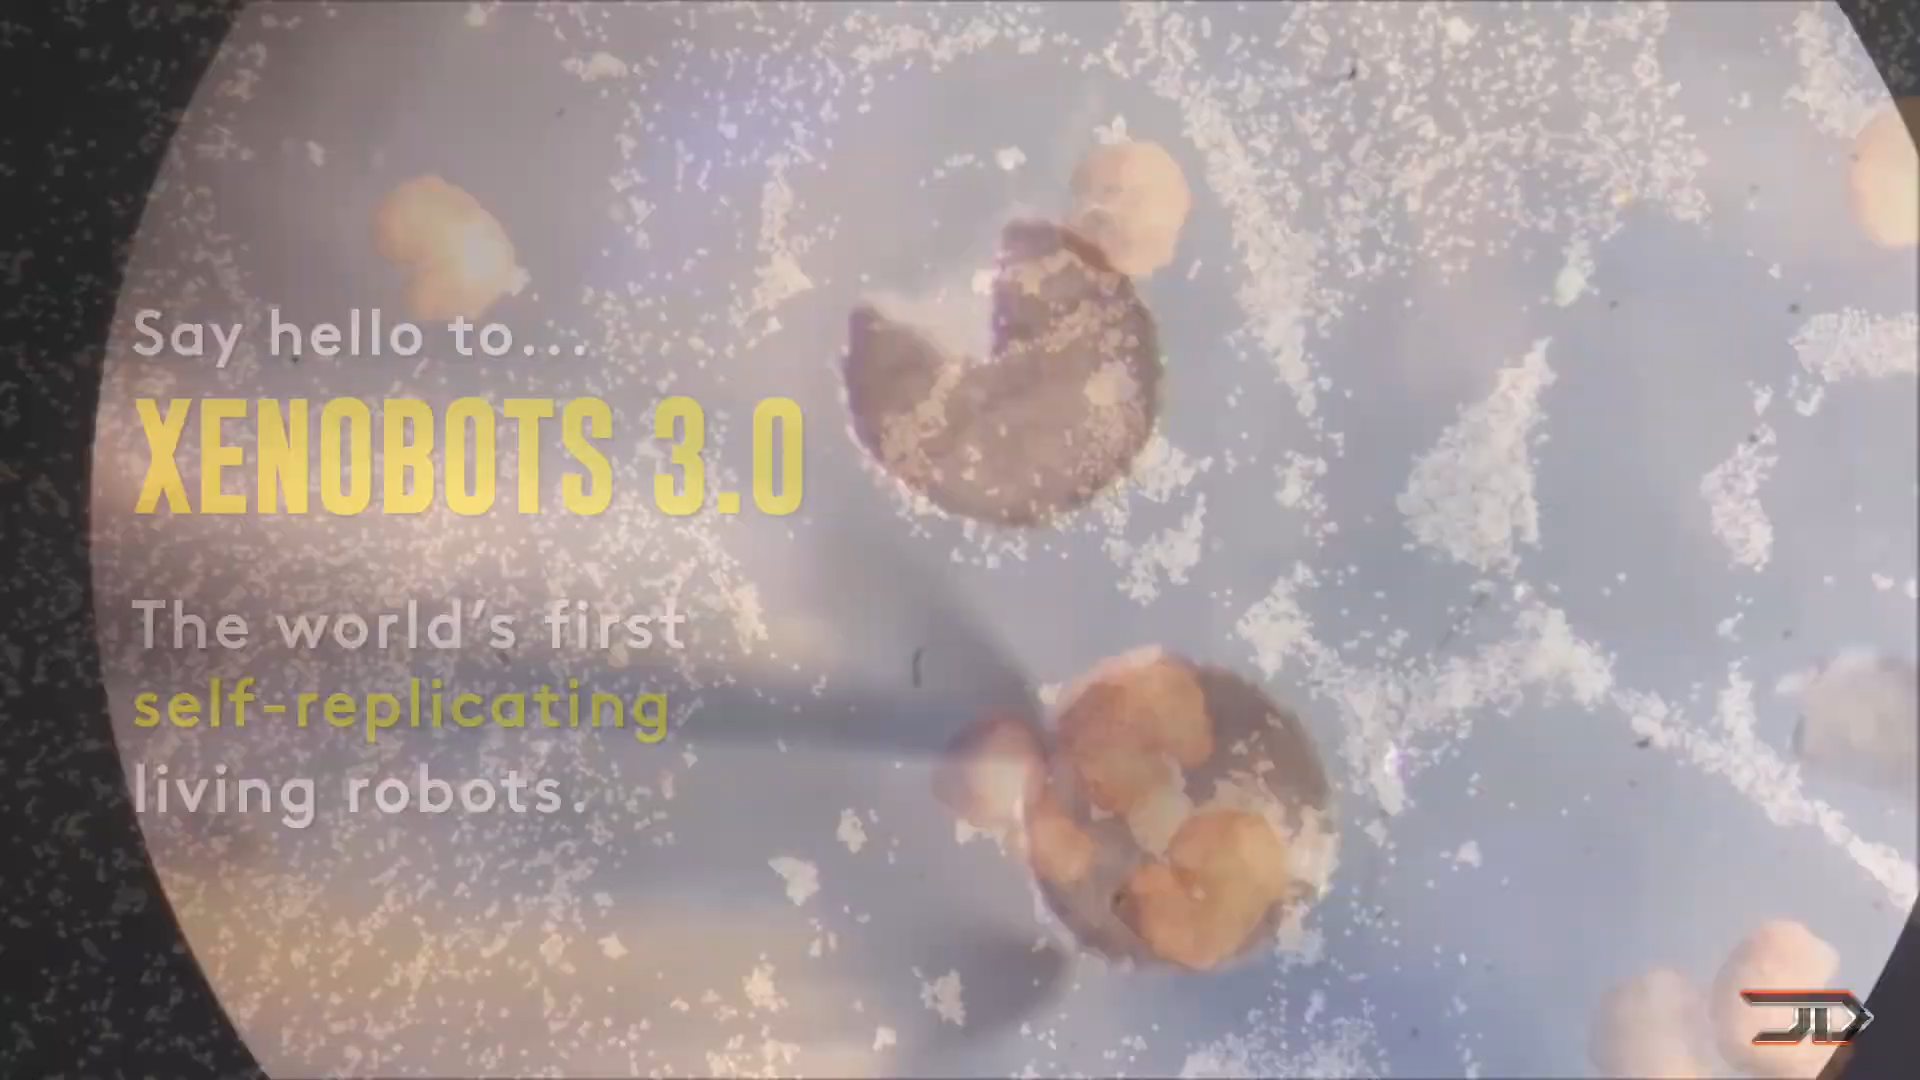 Say hello to...
XENOBOTS 3.0
The world's first
self-replicating
living robots.